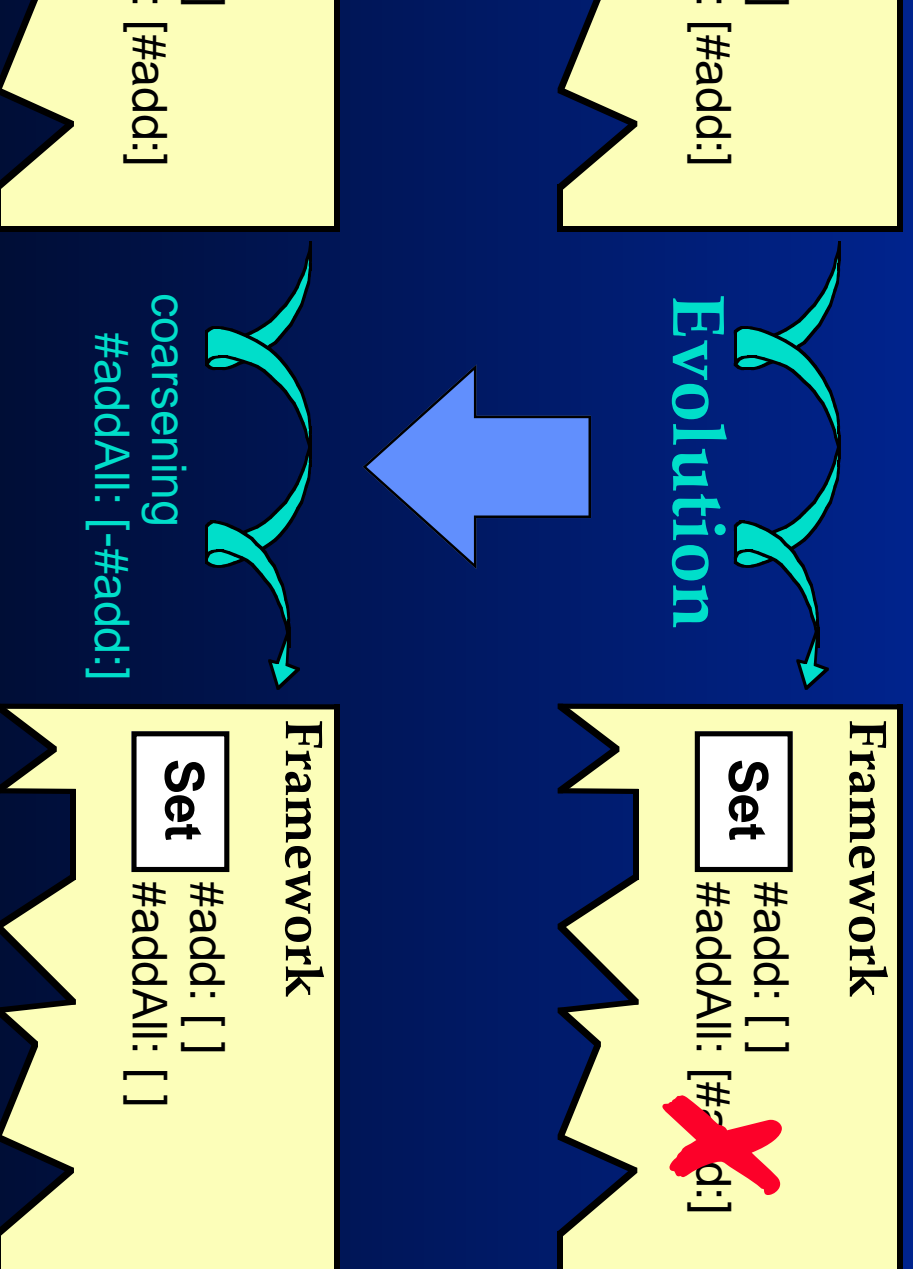 ]
: [#add:]
Evolution
Framework
Set
#add: [ ]
#addAll: [#add:]
]
: [#add:]
coarsening
#addAll: [-#add:]
Framework
Set
#add: [ ]
#addAll: [ ]